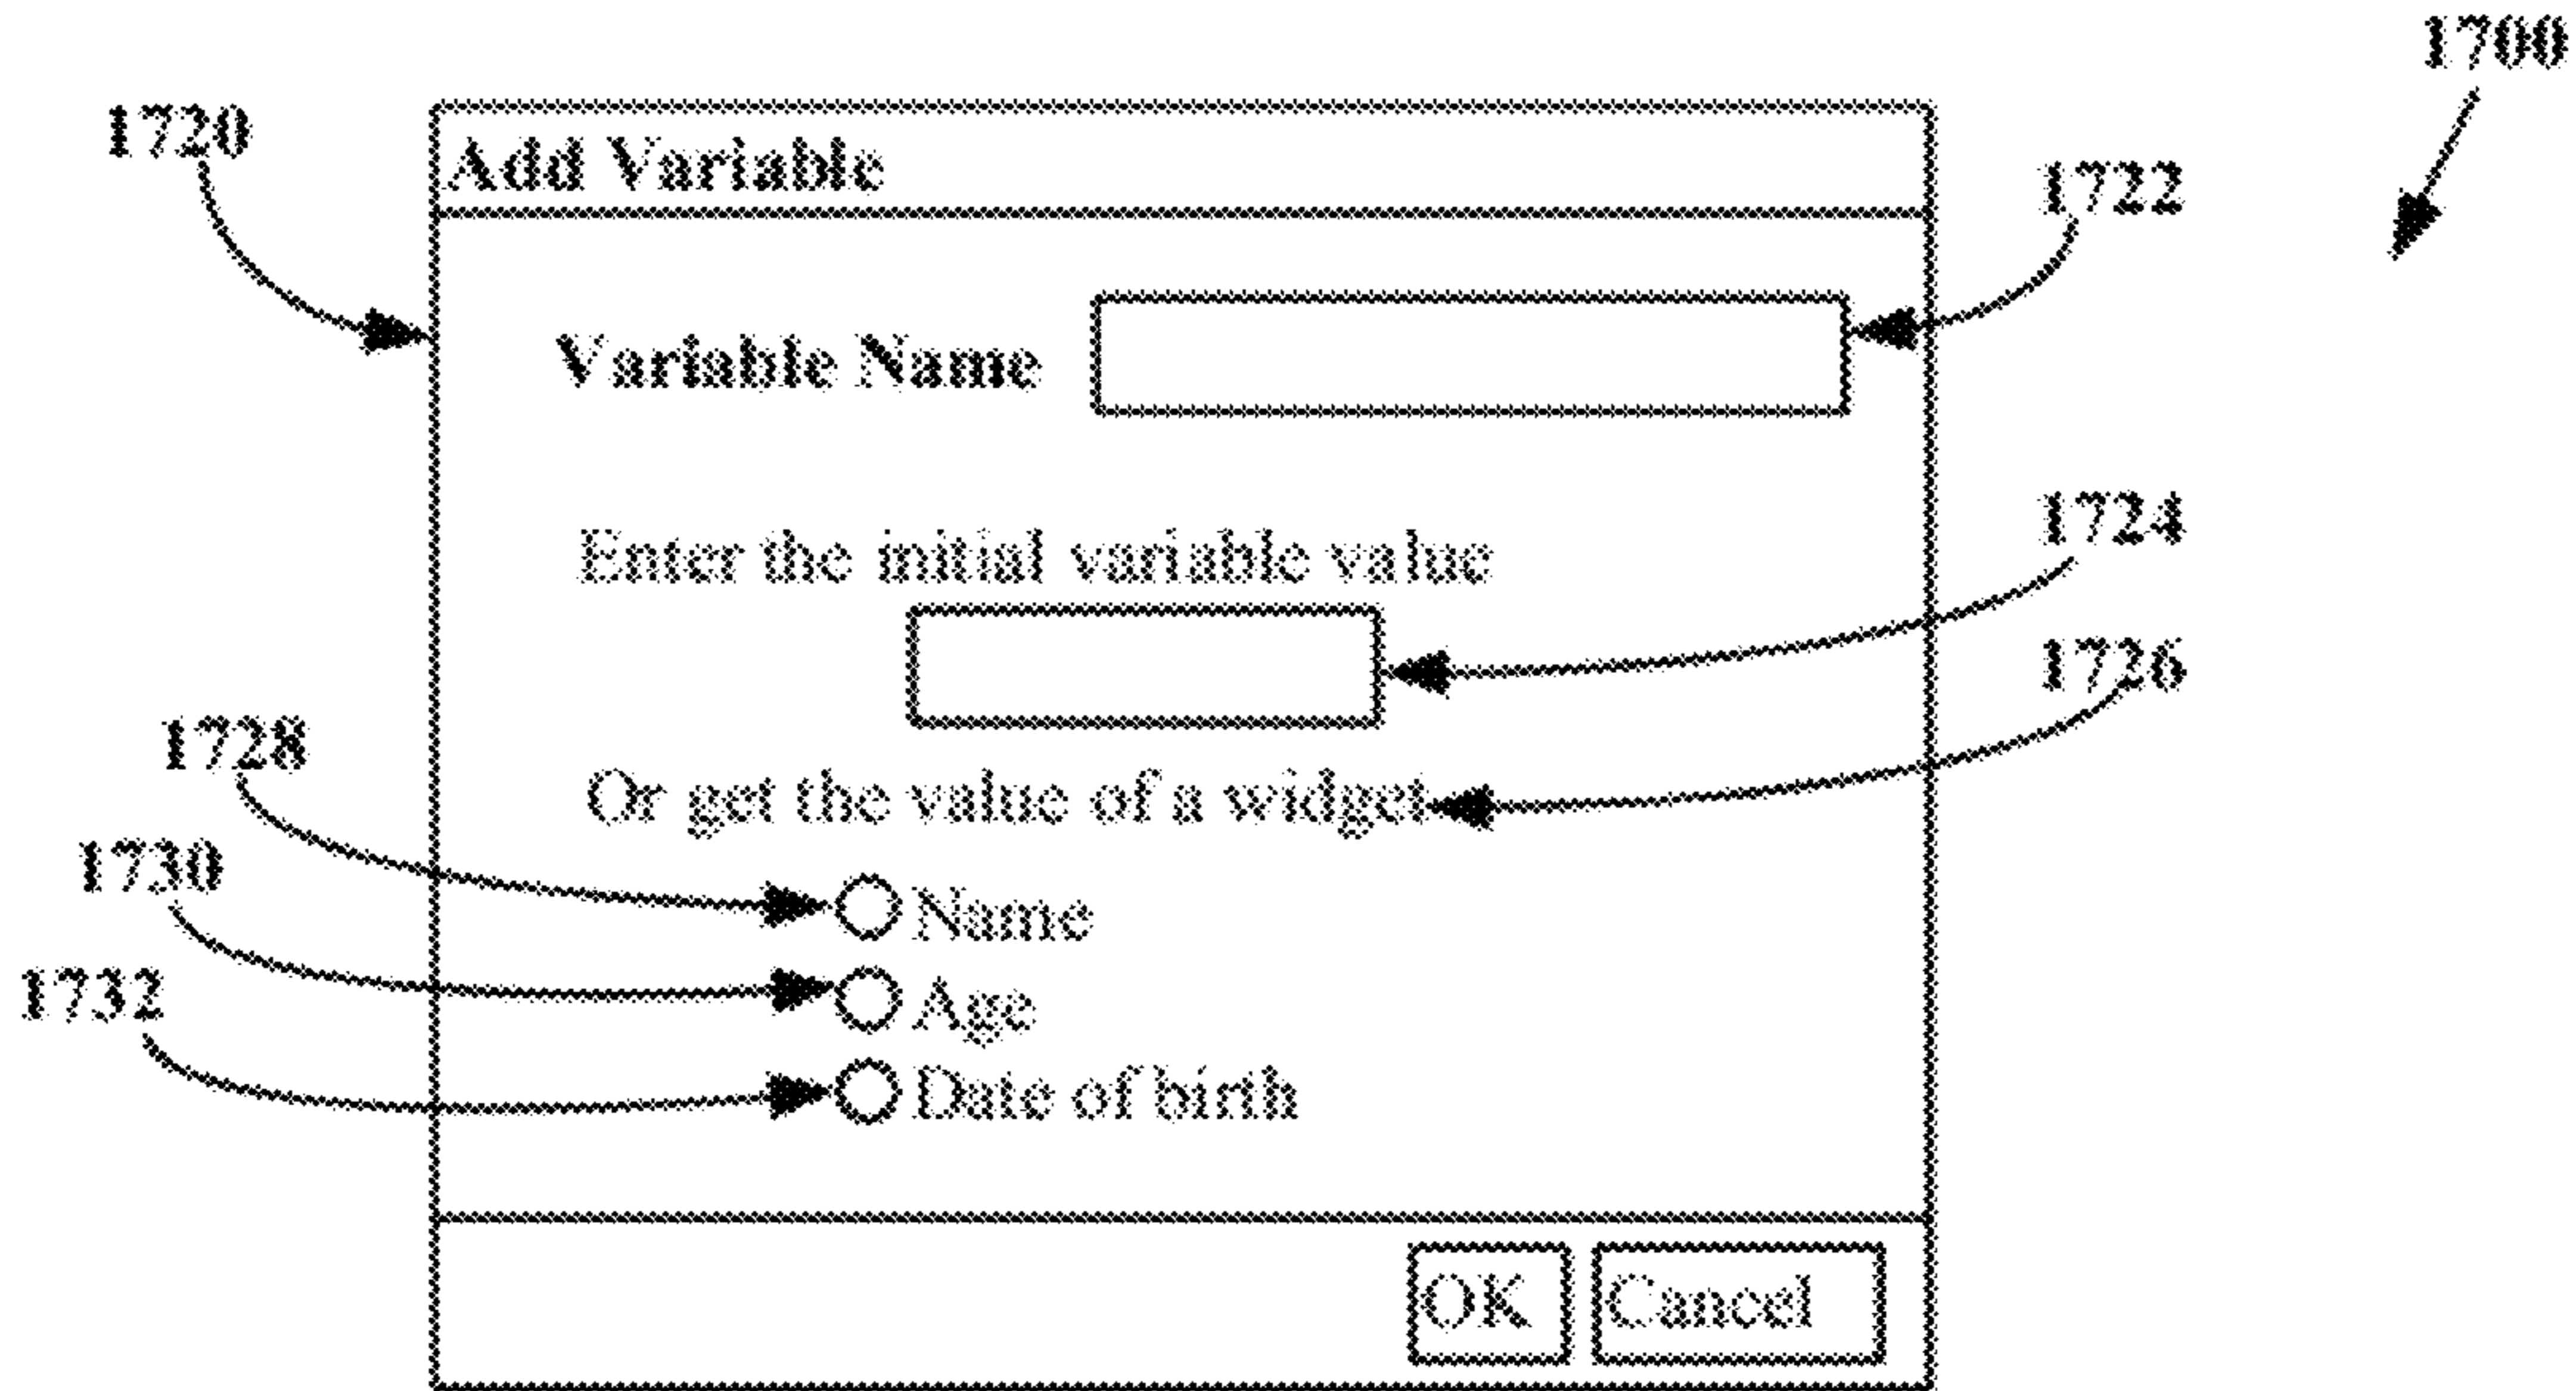 1700
1720
Add Variable
1722
Variable Name
1724
Enter the initial variable value
1726
1728
Or get the value of a widget
1730
Name
1732
Age
Date of birth
OK Cancel